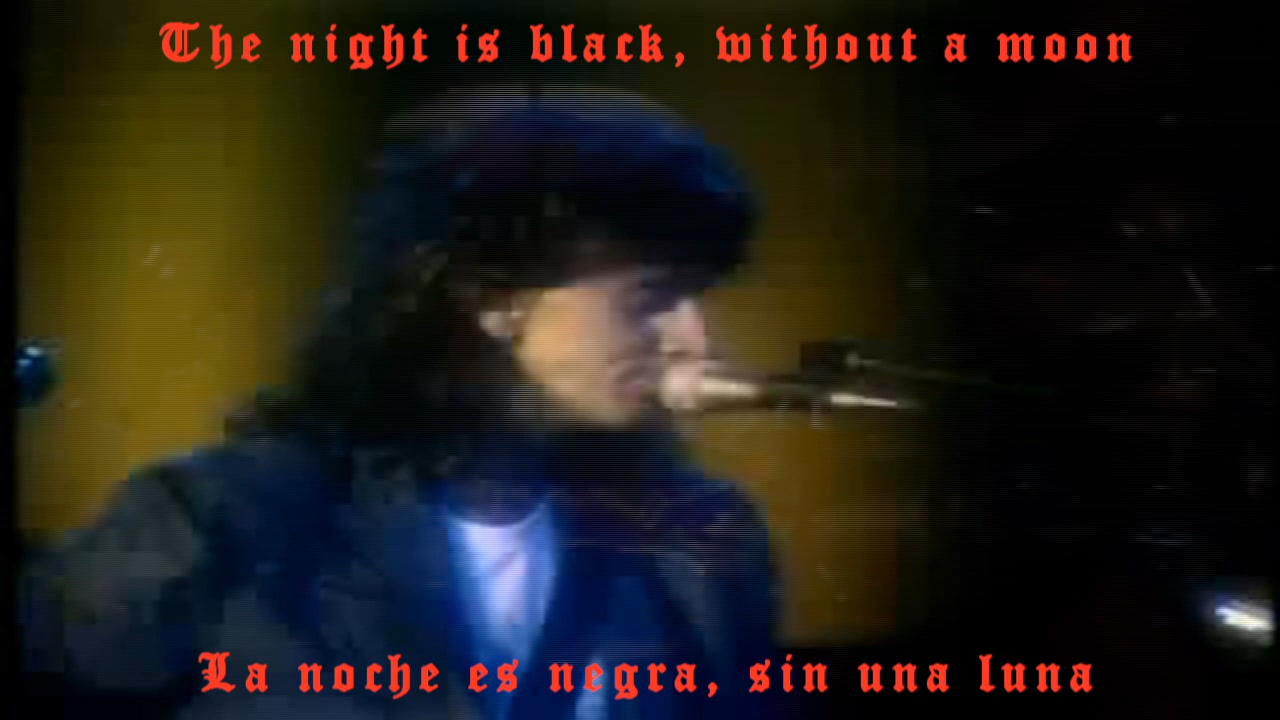 The night is black, without a moon
La noche es negra, sin una luna